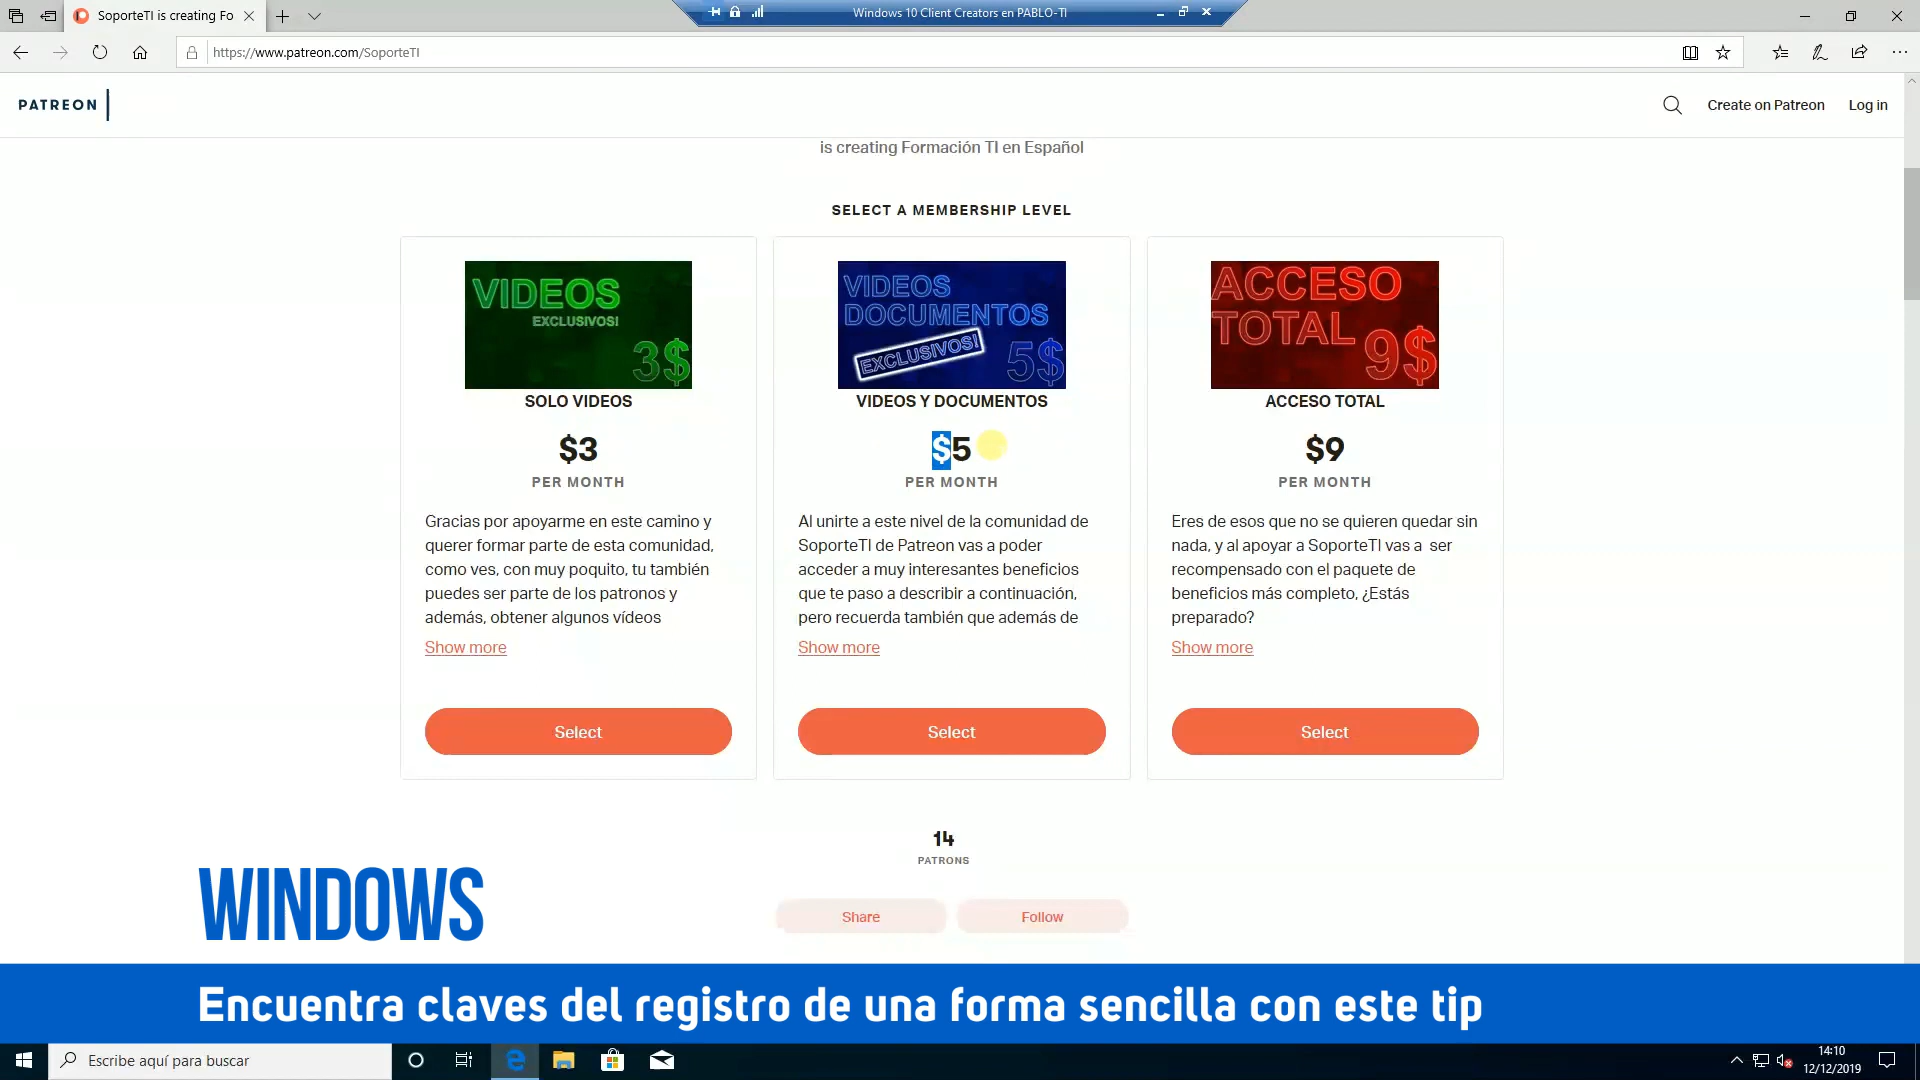 SoporteTI is creating Fo
Windows 10 Client Creators en PABLO-TI
https://www.patreon.com/SoporteTI
PATREON
Create on Patreon
Log in
is creating Formación TI en Español
SELECT A MEMBERSHIP LEVEL
VIDEOS
EXCLUSIVOS!
3$
SOLO VIDEOS
$3
PER MONTH
Gracias por apoyarme en este camino y
querer formar parte de esta comunidad,
como ves, con muy poquito, tu también
puedes ser parte de los patronos y
además, obtener algunos vídeos
Show more
Select
VIDEOS
DOCUMENTOS
EXCLUSIVOS!
5$
VIDEOS Y DOCUMENTOS
$5
PER MONTH
Al unirte a este nivel de la comunidad de
SoporteTI de Patreon vas a poder
acceder a muy interesantes beneficios
que te paso a describir a continuación,
pero recuerda también que además de
Show more
Select
ACCESO
TOTAL
9$
ACCESO TOTAL
$9
PER MONTH
Eres de esos que no se quieren quedar sin
nada, y al apoyar a SoporteTI vas a ser
recompensado con el paquete de
beneficios más completo, ¿Estás
preparado?
Show more
Select
14
PATRONS
Share
Follow
WINDOWS
Encuentra claves del registro de una forma sencilla con este tip
Escribe aquí para buscar
14:10
12/12/2019